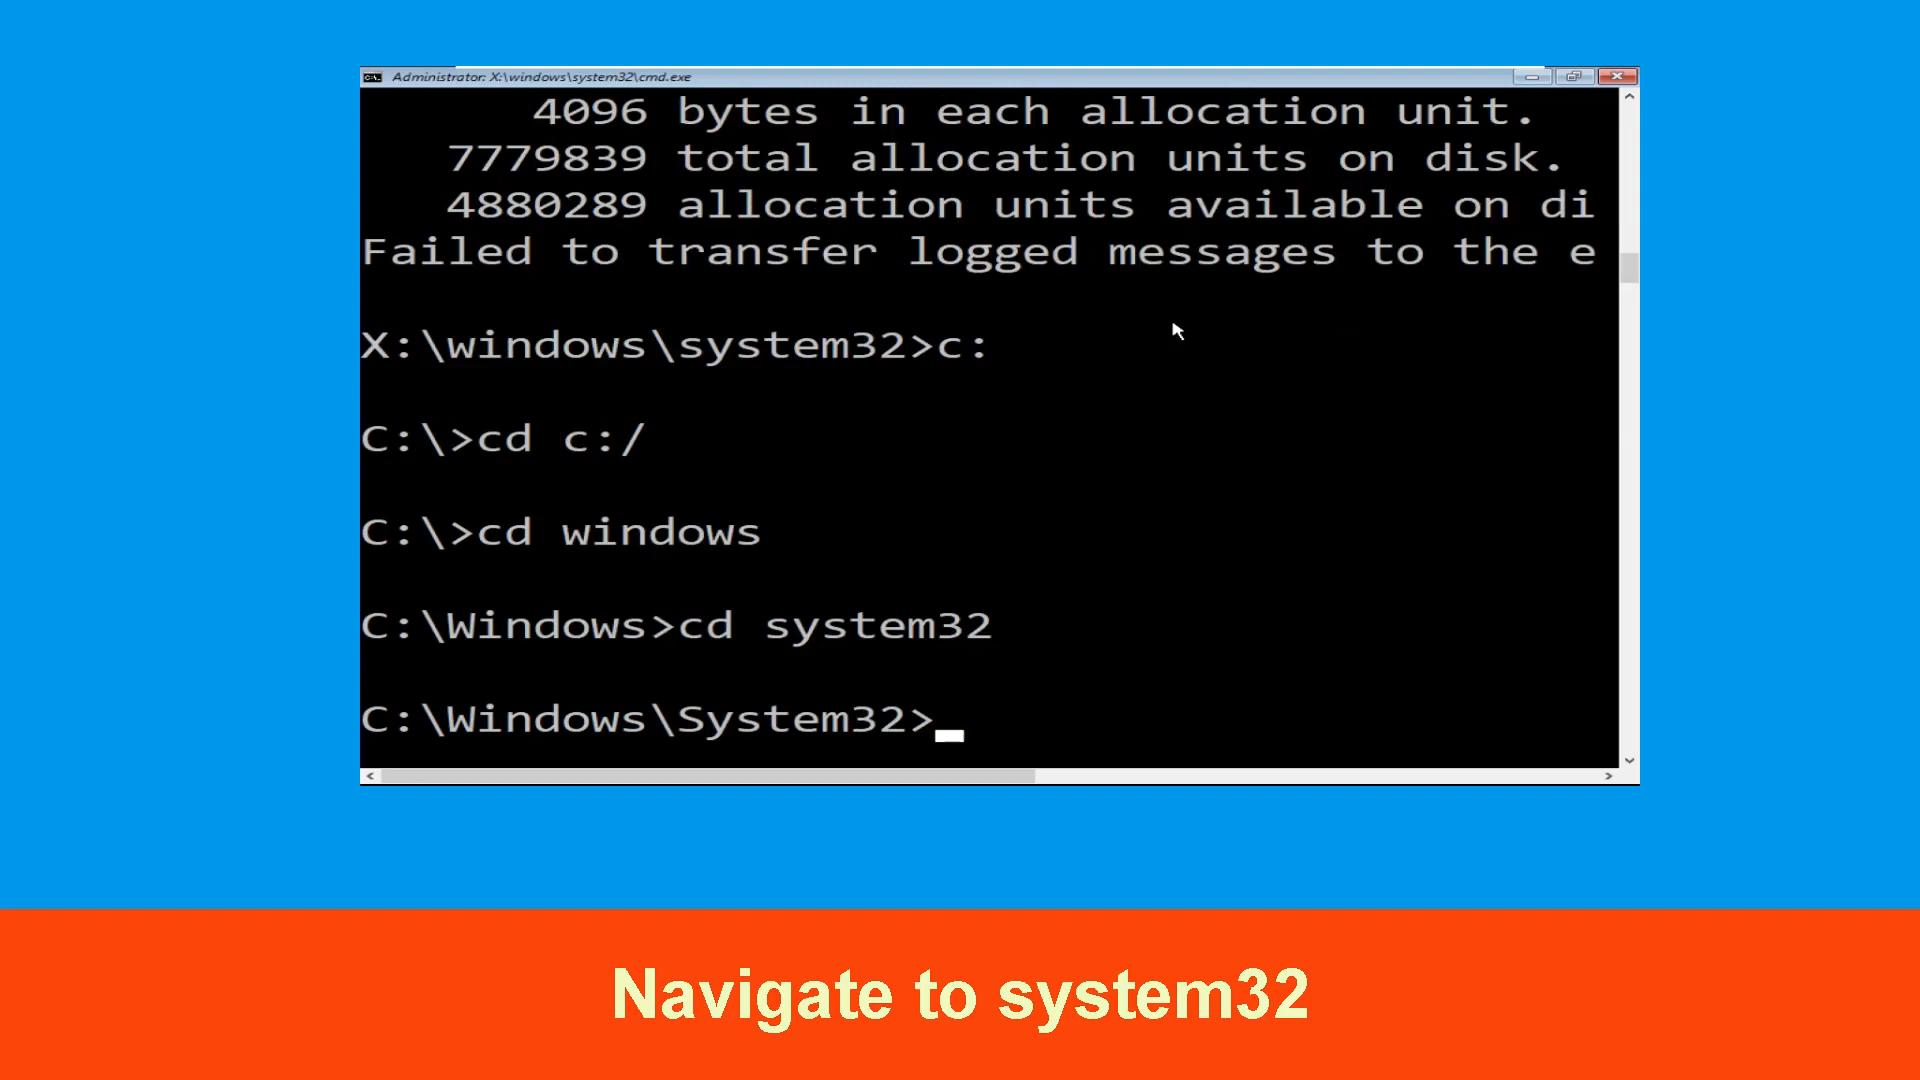 Administrator: X:\windows\system32\cmd.exe
4096 bytes in each allocation unit.
7779839 total allocation units on disk.
4880289 allocation units available on di
Failed to transfer logged messages to the e
X:\windows\system32>c:
C:\>cd c:/
C:\>cd windows
C:\Windows>cd system32
C:\Windows\System32>
Navigate to system32